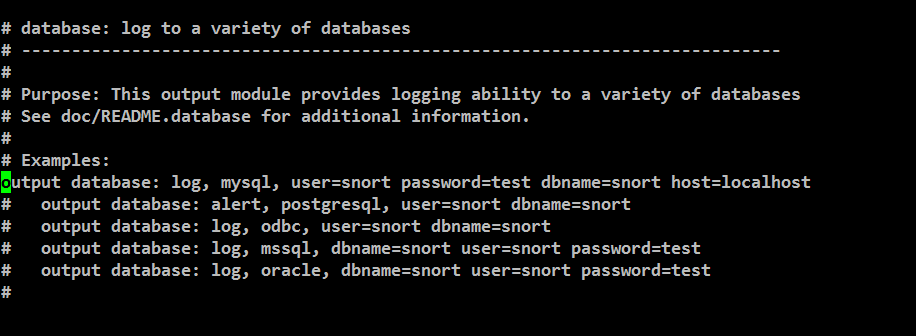 # database: log to a variety of databases
# ----------------------------------------------------------------------------
#
# Purpose: This output module provides logging ability to a variety of databases
# See doc/README.database for additional information.
#
# Examples:
output database: log, mysql, user=snort password=test dbname=snort host=localhost
#   output database: alert, postgresql, user=snort dbname=snort
#   output database: log, odbc, user=snort dbname=snort
#   output database: log, mssql, dbname=snort user=snort password=test
#   output database: log, oracle, dbname=snort user=snort password=test
#